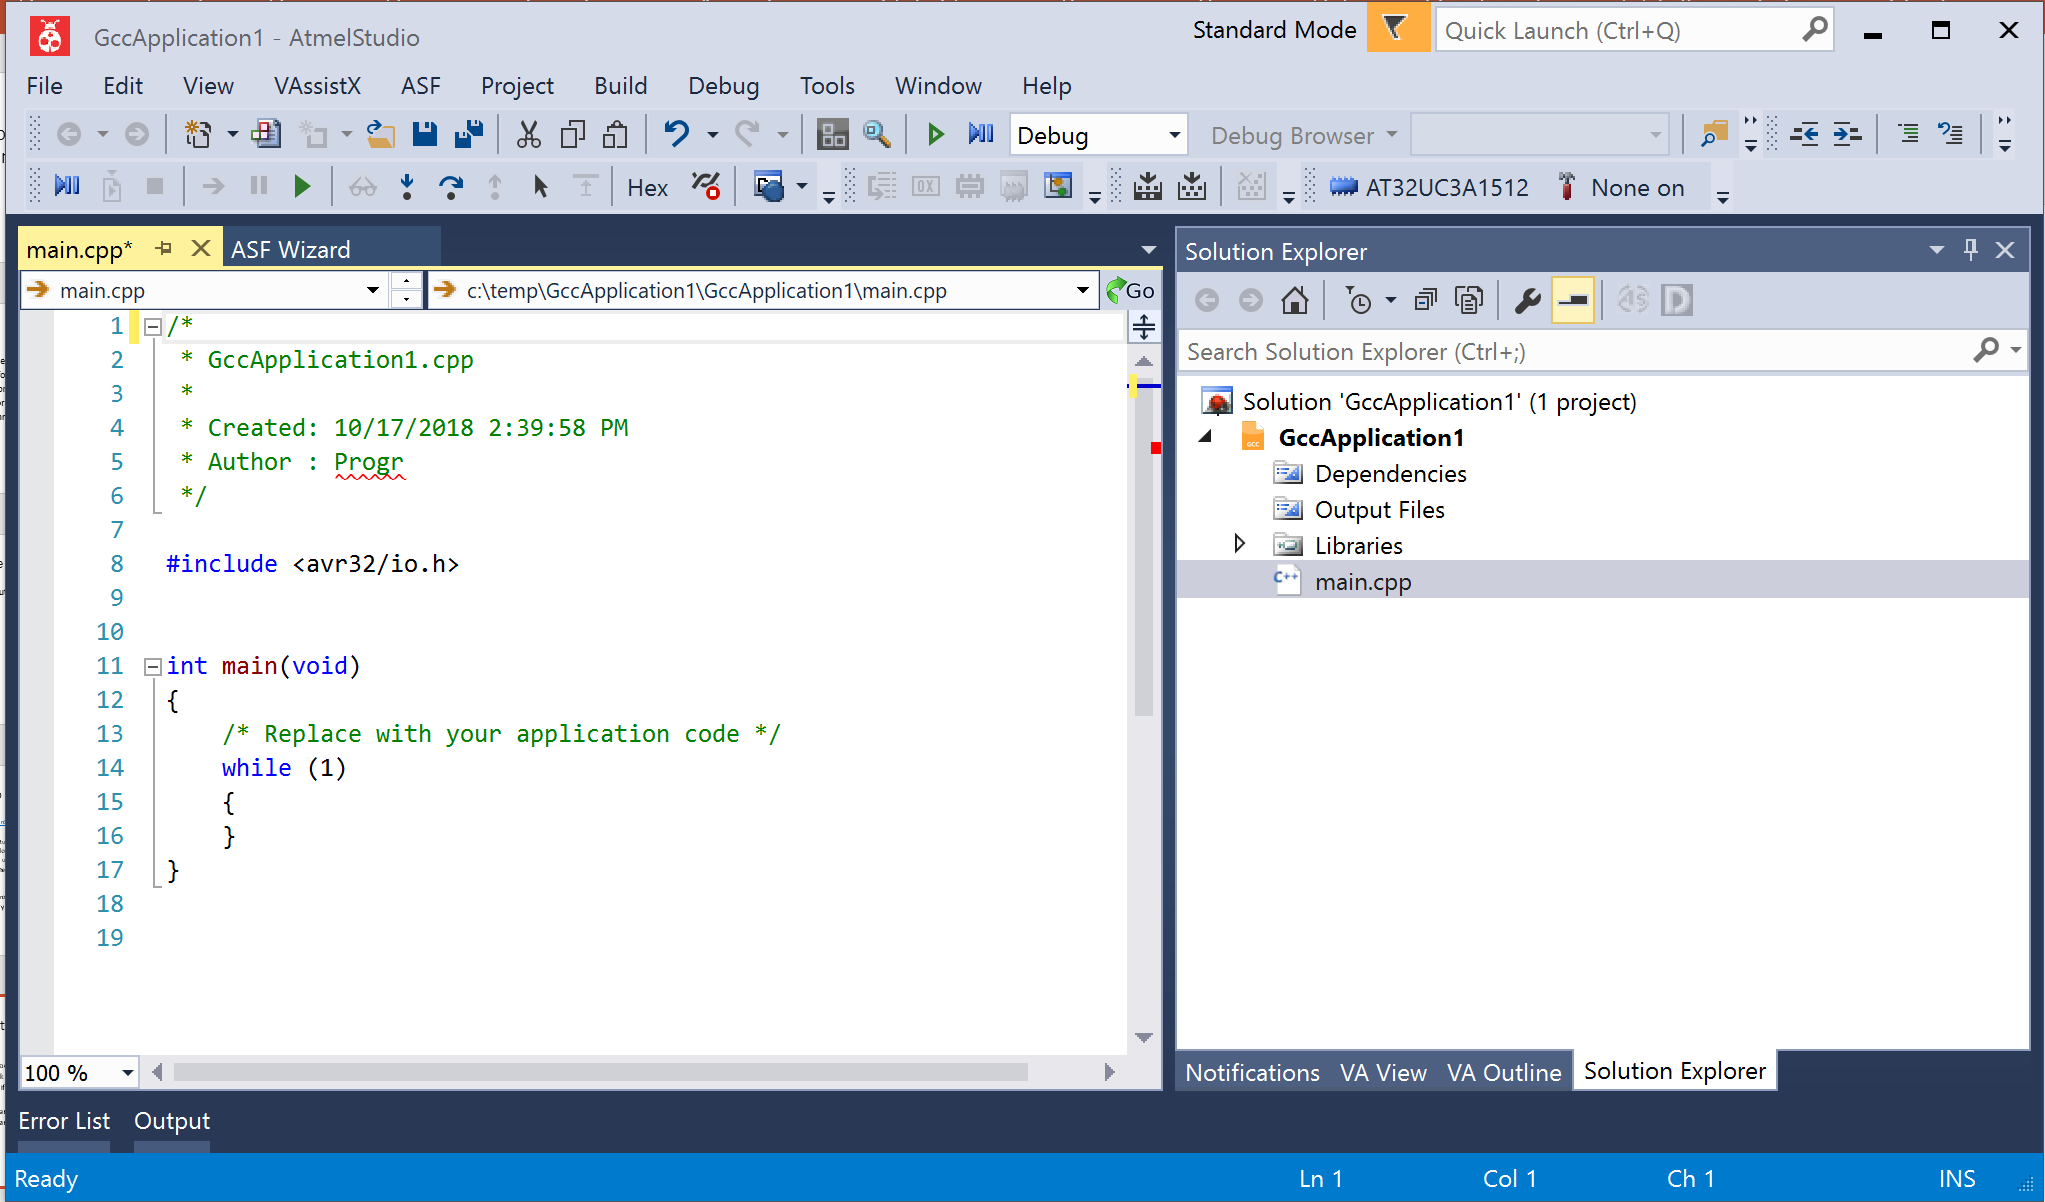 GccApplication1 - AtmelStudio
Standard Mode
Quick Launch (Ctrl+Q)
File Edit View VAssistX ASF Project Build Debug Tools Window Help
Debug
Debug Browser
Hex
AT32UC3A1512
None on
main.cpp*
ASF Wizard
main.cpp
c:\temp\GccApplication1\GccApplication1\main.cpp
Go
1 /*
2 * GccApplication1.cpp
3 *
4 * Created: 10/17/2018 2:39:58 PM
5 * Author : Progr
6 */
7
8 #include <avr32/io.h>
9
10
11 int main(void)
12 {
13 /* Replace with your application code */
14 while (1)
15 {
16 }
17 }
18
19
100 %
Solution Explorer
Search Solution Explorer (Ctrl+;)
Solution 'GccApplication1' (1 project)
GccApplication1
Dependencies
Output Files
Libraries
C++ main.cpp
Notifications VA View VA Outline Solution Explorer
Error List Output
Ready
Ln 1
Col 1
Ch 1
INS